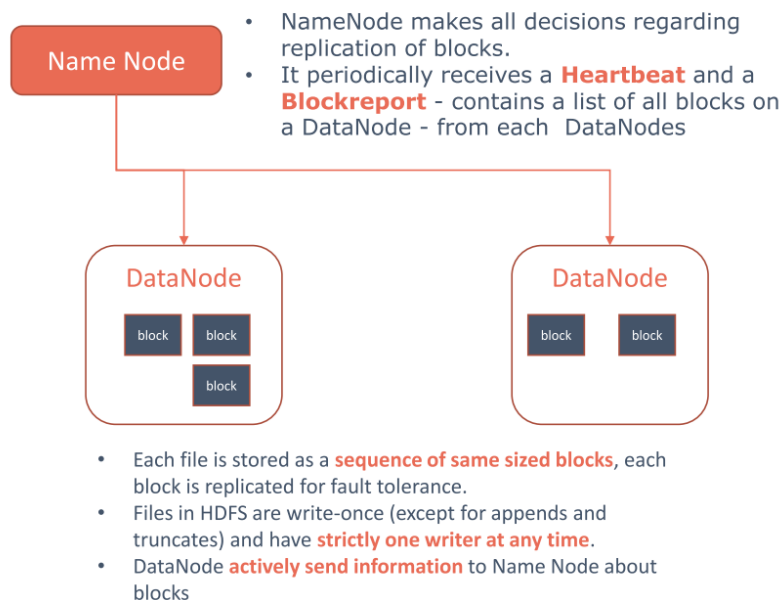 Name Node
• NameNode makes all decisions regarding
replication of blocks.
• It periodically receives a Heartbeat and a
Blockreport - contains a list of all blocks on
a DataNode - from each DataNodes
DataNode
block
block
block
DataNode
block
block
• Each file is stored as a sequence of same sized blocks, each
block is replicated for fault tolerance.
• Files in HDFS are write-once (except for appends and
truncates) and have strictly one writer at any time.
• DataNode actively send information to Name Node about
blocks